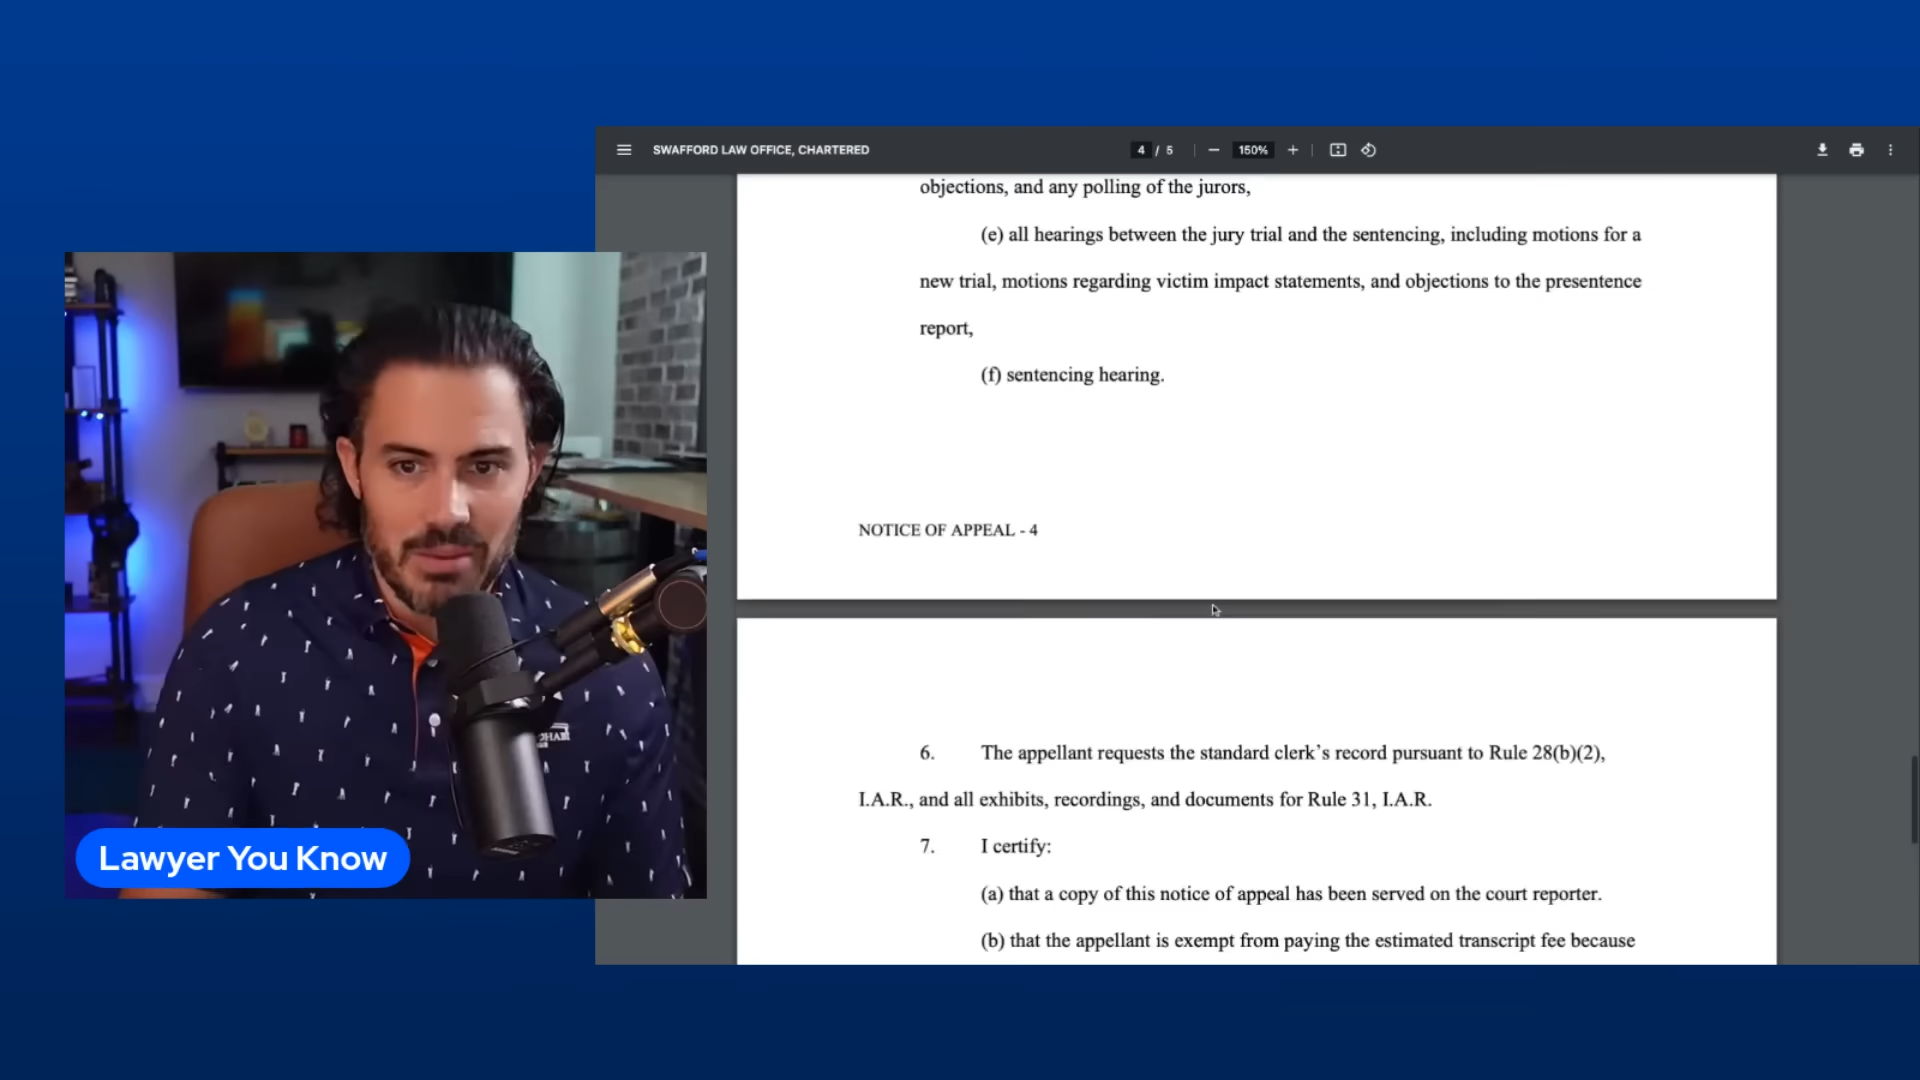 SWAFFORD LAW OFFICE, CHARTERED
4 / 5
150%
objections, and any polling of the jurors,
(e) all hearings between the jury trial and the sentencing, including motions for a
new trial, motions regarding victim impact statements, and objections to the presentence
report,
(f) sentencing hearing.
NOTICE OF APPEAL - 4
6. The appellant requests the standard clerk’s record pursuant to Rule 28(b)(2),
I.A.R., and all exhibits, recordings, and documents for Rule 31, I.A.R.
7. I certify:
(a) that a copy of this notice of appeal has been served on the court reporter.
(b) that the appellant is exempt from paying the estimated transcript fee because
Lawyer You Know